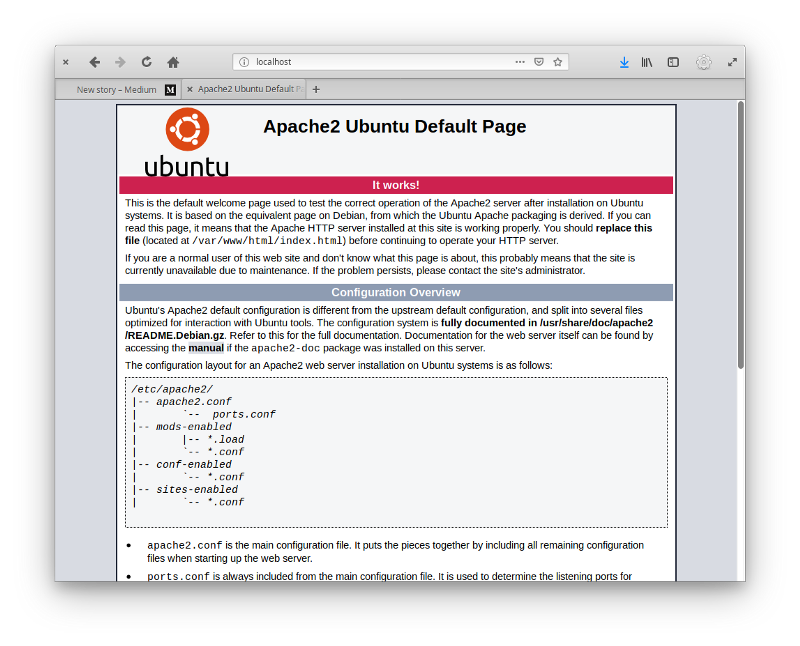 localhost
New story – Medium
M
Apache2 Ubuntu Default P
+
ubuntu
Apache2 Ubuntu Default Page
It works!
This is the default welcome page used to test the correct operation of the Apache2 server after installation on Ubuntu
systems. It is based on the equivalent page on Debian, from which the Ubuntu Apache packaging is derived. If you can
read this page, it means that the Apache HTTP server installed at this site is working properly. You should replace this
file (located at /var/www/html/index.html) before continuing to operate your HTTP server.
If you are a normal user of this web site and don't know what this page is about, this probably means that the site is
currently unavailable due to maintenance. If the problem persists, please contact the site's administrator.
Configuration Overview
Ubuntu's Apache2 default configuration is different from the upstream default configuration, and split into several files
optimized for interaction with Ubuntu tools. The configuration system is fully documented in /usr/share/doc/apache2
/README.Debian.gz. Refer to this for the full documentation. Documentation for the web server itself can be found by
accessing the manual if the apache2-doc package was installed on this server.
The configuration layout for an Apache2 web server installation on Ubuntu systems is as follows:
/etc/apache2/
|-- apache2.conf
|       `--  ports.conf
|-- mods-enabled
|       |-- *.load
|       `-- *.conf
|-- conf-enabled
|       `-- *.conf
|-- sites-enabled
|       `-- *.conf
• apache2.conf is the main configuration file. It puts the pieces together by including all remaining configuration
files when starting up the web server.
• ports.conf is always included from the main configuration file. It is used to determine the listening ports for